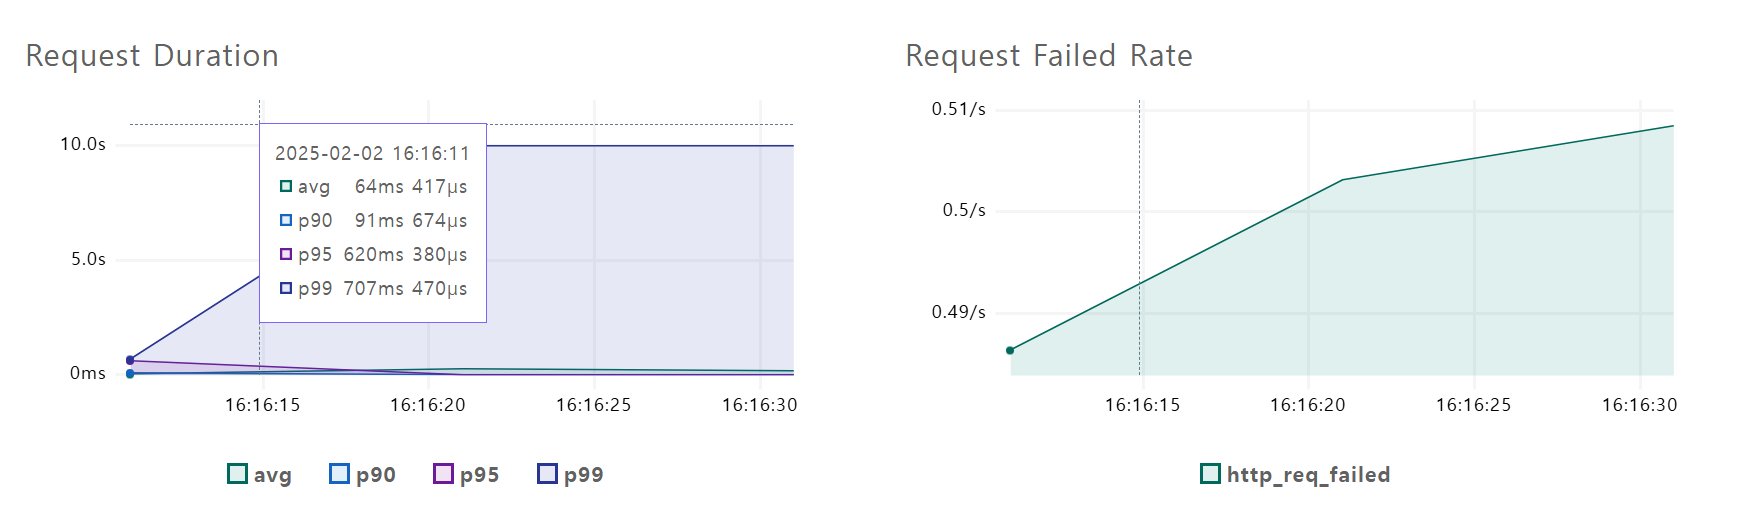 Request Duration
10.0s
5.0s
0ms
2025-02-02 16:16:11
avg 64ms 417μs
p90 91ms 674μs
p95 620ms 380μs
p99 707ms 470μs
16:16:15 16:16:20 16:16:25 16:16:30
avg p90 p95 p99
Request Failed Rate
0.51/s
0.5/s
0.49/s
16:16:15 16:16:20 16:16:25 16:16:30
http_req_failed